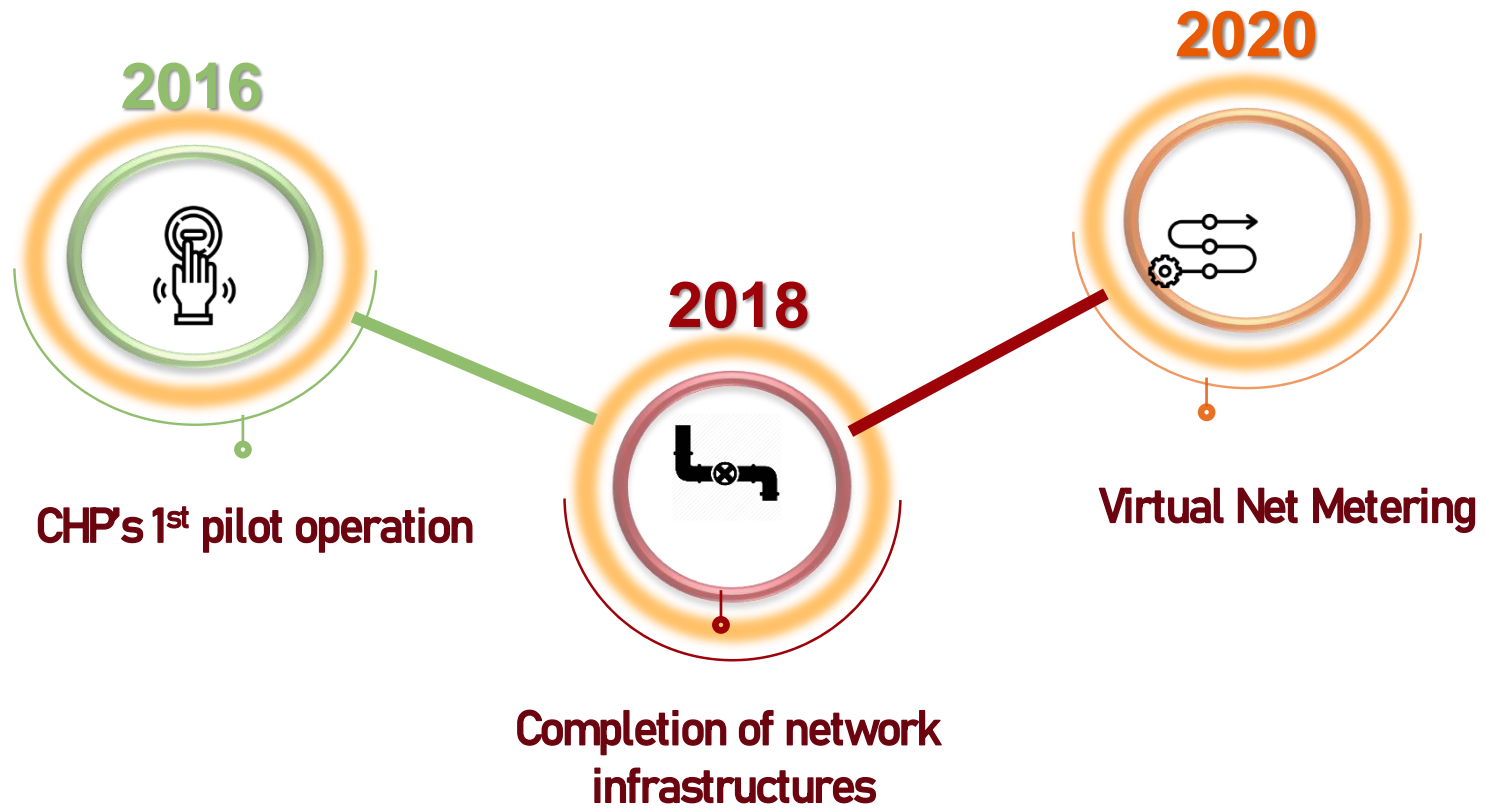 2016
CHP's 1st pilot operation
2018
Completion of network
infrastructures
2020
Virtual Net Metering